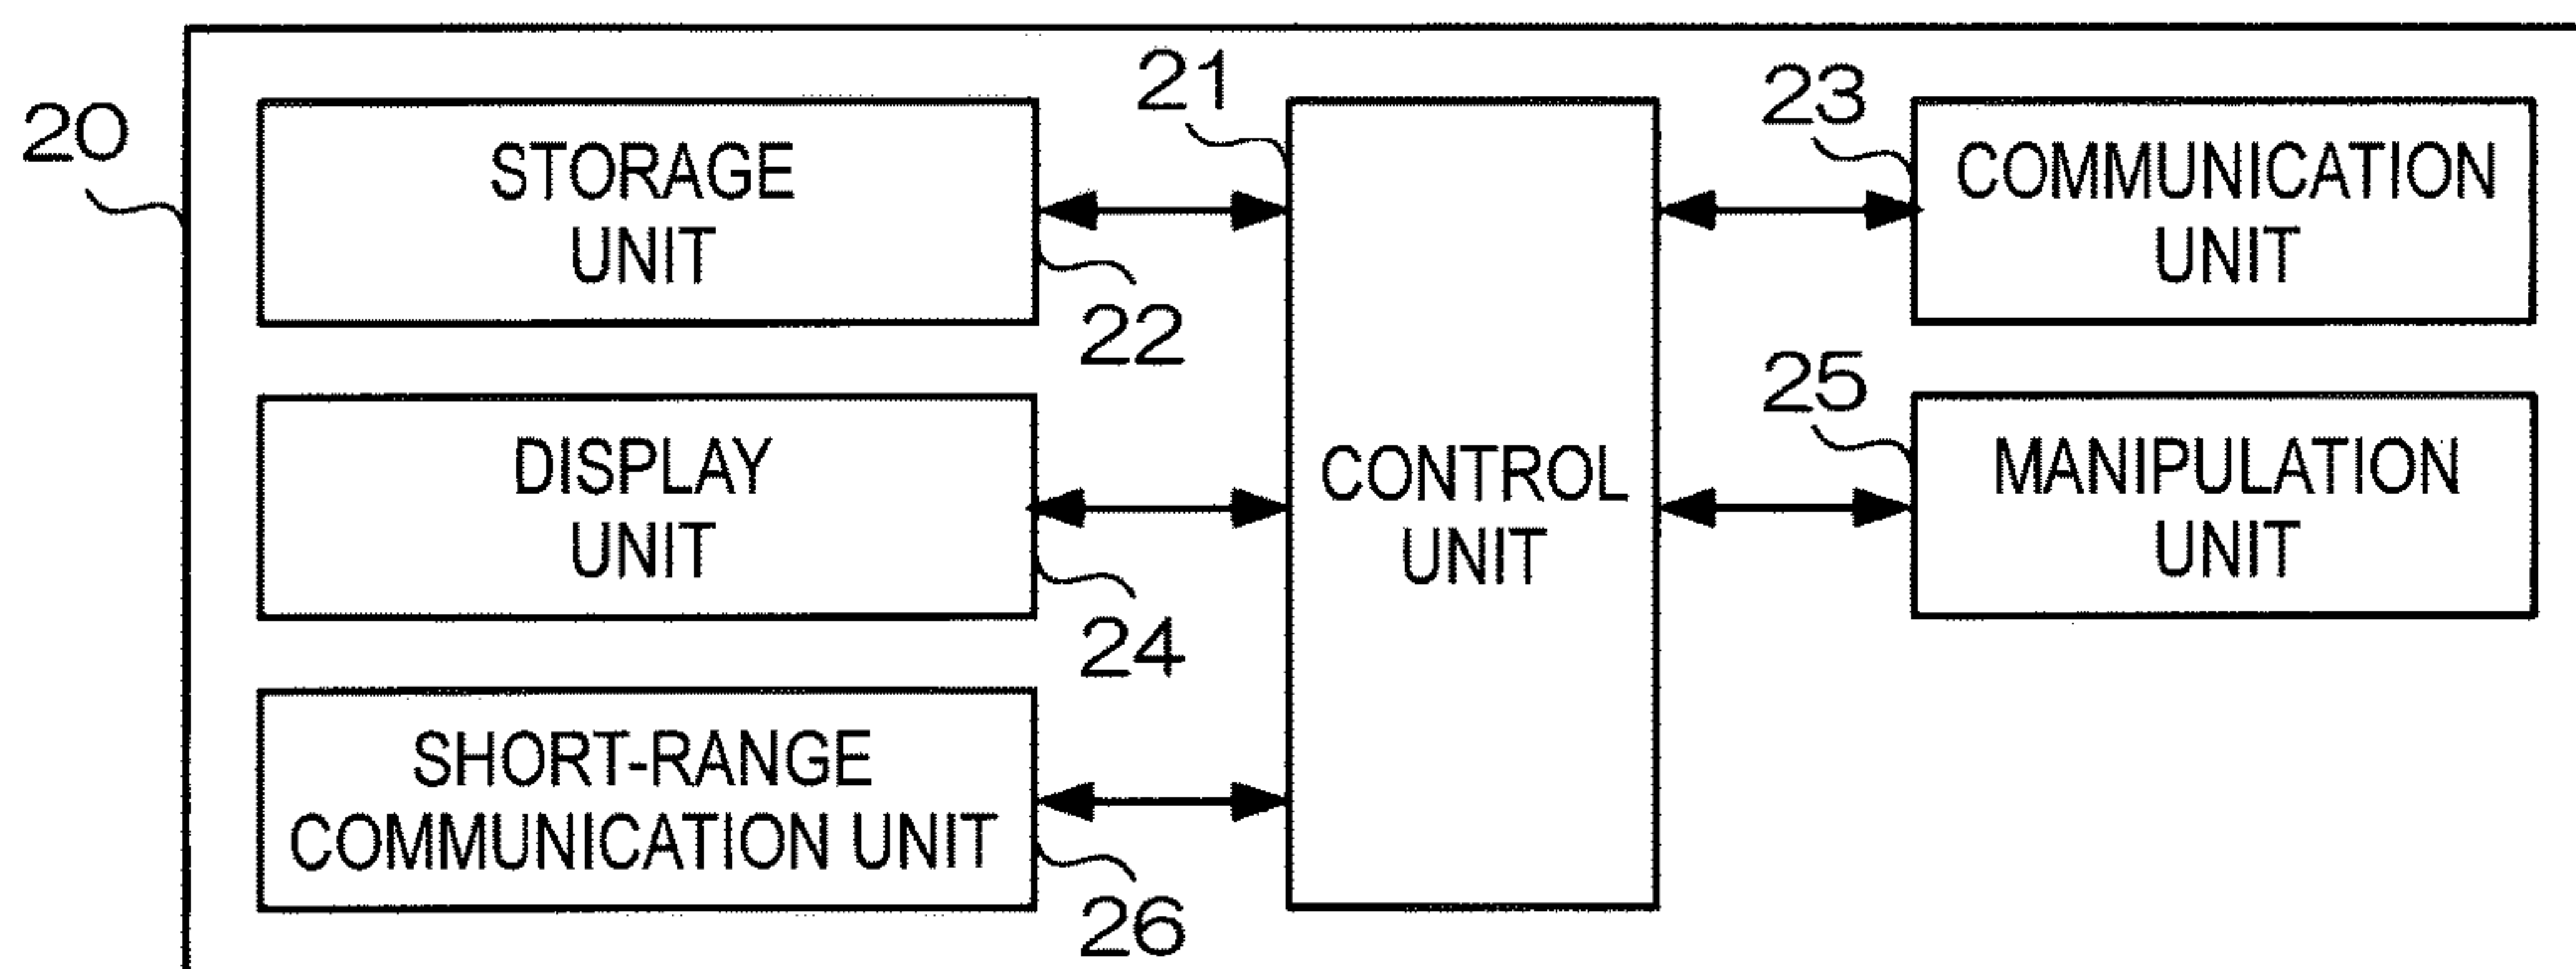 20
STORAGE
UNIT
22
21
23
COMMUNICATION
UNIT
DISPLAY
UNIT
24
CONTROL
UNIT
25
MANIPULATION
UNIT
SHORT-RANGE
COMMUNICATION UNIT
26